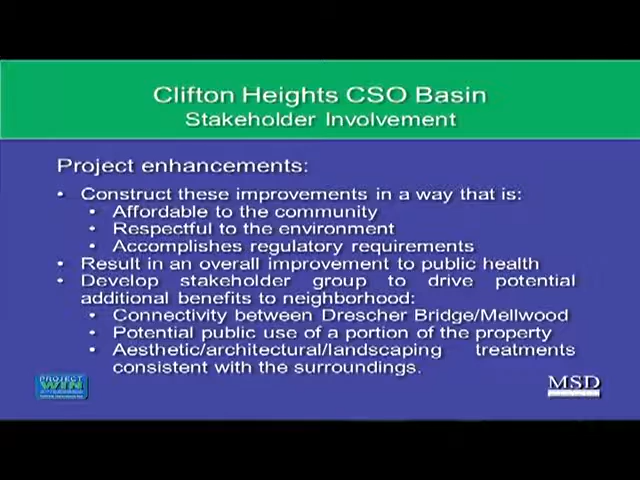 Clifton Heights CSO Basin
Stakeholder Involvement
Project enhancements:
• Construct these improvements in a way that is:
• Affordable to the community
• Respectful to the environment
• Accomplishes regulatory requirements
• Result in an overall improvement to public health
• Develop stakeholder group to drive potential
additional benefits to neighborhood:
• Connectivity between Drescher Bridge/Mellwood
• Potential public use of a portion of the property
• Aesthetic/architectural/landscaping treatments
consistent with the surroundings.
PROJECT
WIN
MSD